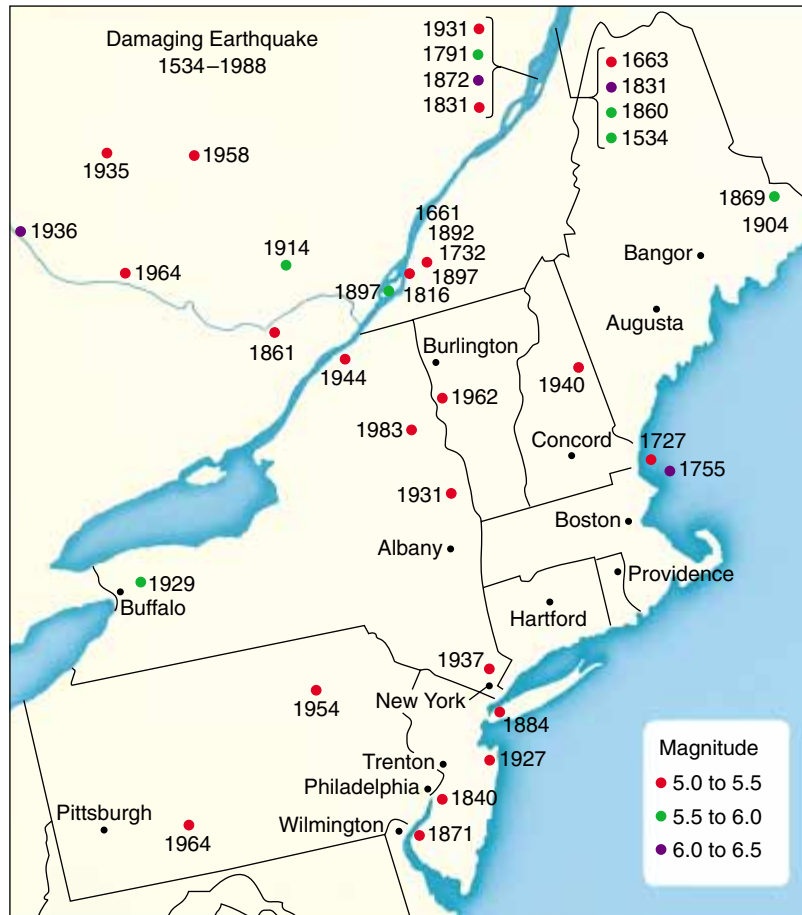 Damaging Earthquake
1534–1988
1931
1791
1872
1831
1663
1831
1860
1534
1935
1958
1869
1904
1936
1914
1964
1661
1892
1732
1897
1897
1816
Bangor
Augusta
1861
1944
Burlington
1940
1962
1983
Concord
1727
1755
1931
Boston
Albany
Providence
1929
Buffalo
Hartford
1937
New York
1954
1884
1927
Trenton
Philadelphia
1840
Pittsburgh
1964
Wilmington
1871
Magnitude
5.0 to 5.5
5.5 to 6.0
6.0 to 6.5